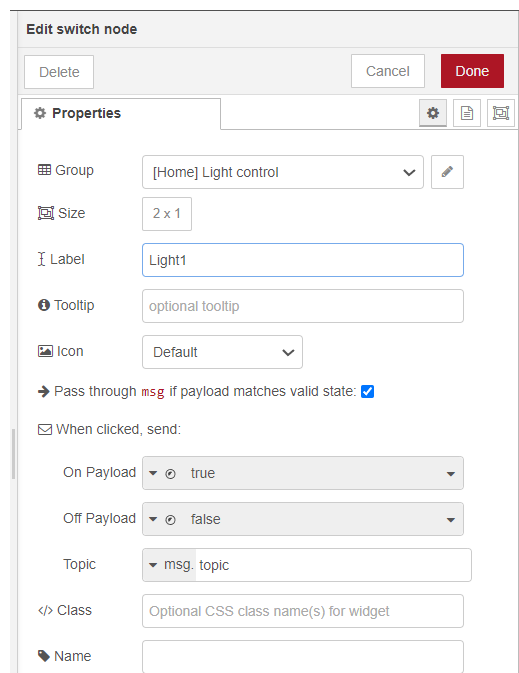 Edit switch node
Delete
Cancel
Done
Properties
Group
[Home] Light control
Size
2 x 1
Label
Light1
Tooltip
optional tooltip
Icon
Default
Pass through msg if payload matches valid state:
When clicked, send:
On Payload
true
Off Payload
false
Topic
msg. topic
</> Class
Optional CSS class name(s) for widget
Name